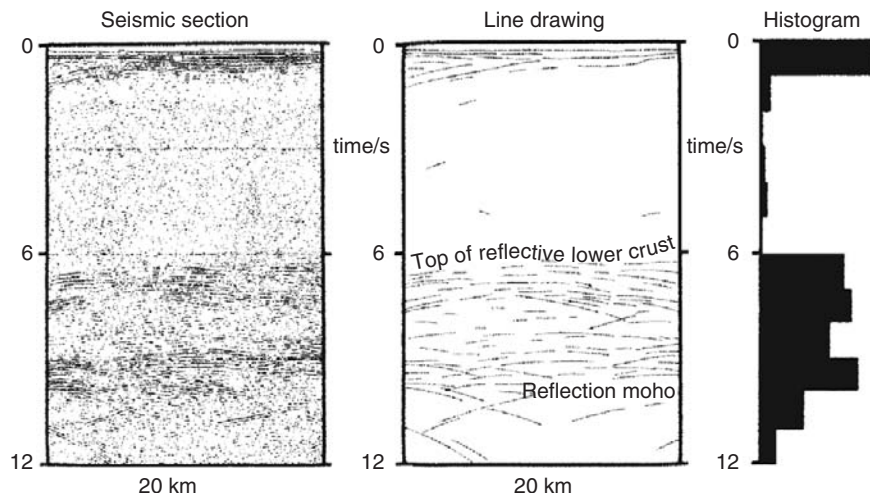 Seismic section
Line drawing
Histogram
0
0
0
time/s
time/s
6
6
6
Top of reflective lower crust
Reflection moho
12
12
12
20 km
20 km